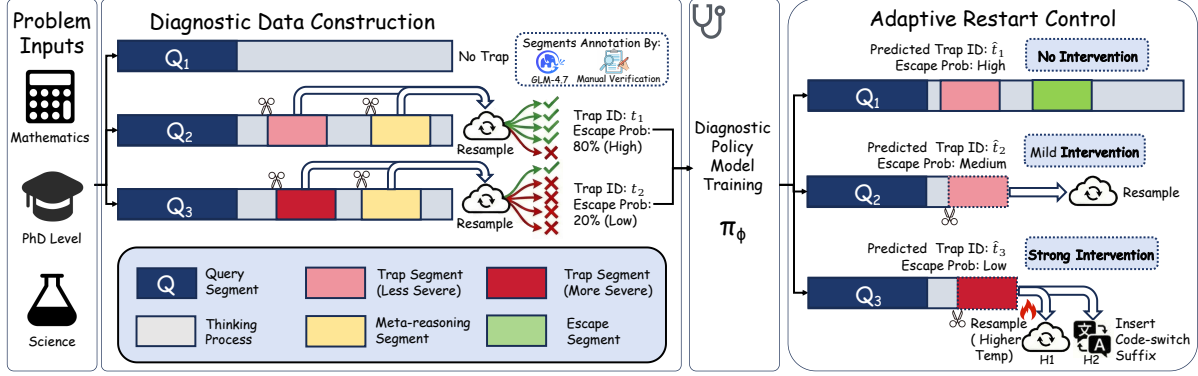 Problem
Inputs
Mathematics
PhD Level
Science
Diagnostic Data Construction
Q1
No Trap
Segments Annotation By:
GLM-4.7
Manual Verification
Q2
Resample
Trap ID: t1
Escape Prob:
80% (High)
Q3
Resample
Trap ID: t2
Escape Prob:
20% (Low)
Q
Query
Segment
Trap Segment
(Less Severe)
Trap Segment
(More Severe)
Thinking
Process
Meta-reasoning
Segment
Escape
Segment
Diagnostic
Policy
Model
Training
πϕ
Adaptive Restart Control
Predicted Trap ID: t̂1
Escape Prob: High
No Intervention
Q1
Predicted Trap ID: t̂2
Escape Prob: Medium
Mild Intervention
Q2
Resample
Predicted Trap ID: t̂3
Escape Prob: Low
Strong Intervention
Q3
Resample
( Higher
Temp)
H1
文
A
H2
Insert
Code-switch
Suffix